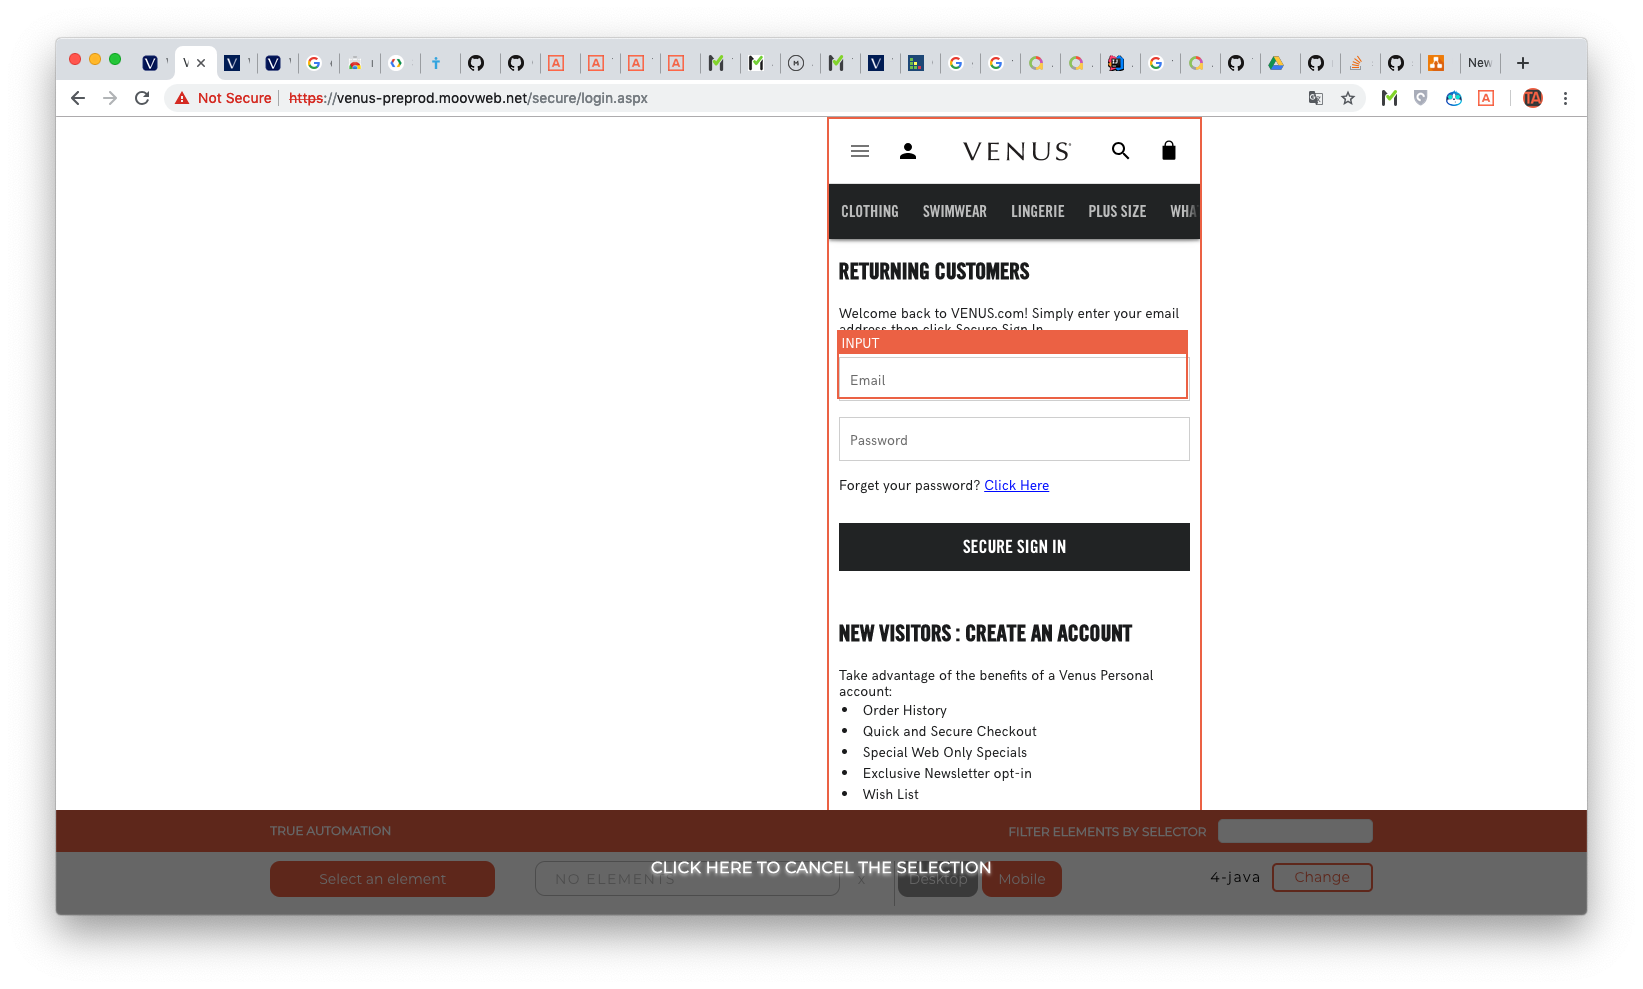 New
Not Secure
https://venus-preprod.moovweb.net/secure/login.aspx
VENUS
CLOTHING SWIMWEAR LINGERIE PLUS SIZE WHA
RETURNING CUSTOMERS
Welcome back to VENUS.com! Simply enter your email
address then click Secure Sign In
INPUT
Email
Password
Forget your password? Click Here
SECURE SIGN IN
NEW VISITORS : CREATE AN ACCOUNT
Take advantage of the benefits of a Venus Personal
account:
Order History
Quick and Secure Checkout
Special Web Only Specials
Exclusive Newsletter opt-in
Wish List
TRUE AUTOMATION
FILTER ELEMENTS BY SELECTOR
CLICK HERE TO CANCEL THE SELECTION
Select an element
NO ELEMENTS
x
Desktop
Mobile
4-java
Change